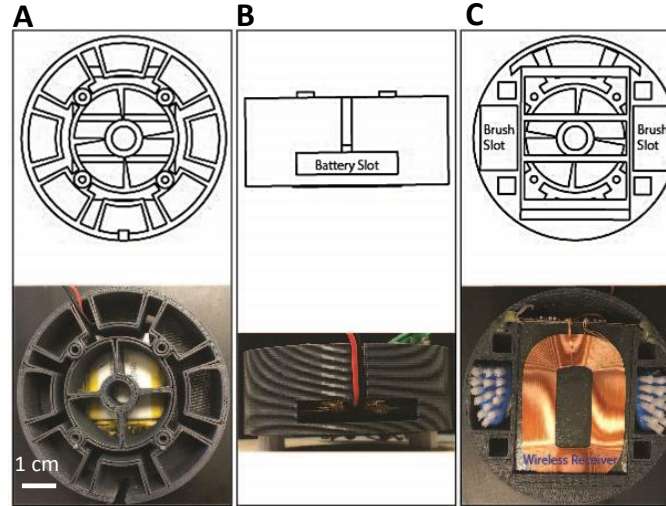 A
B
C
Battery Slot
Brush
Slot
Brush
Slot
1 cm
Wireless Receiver